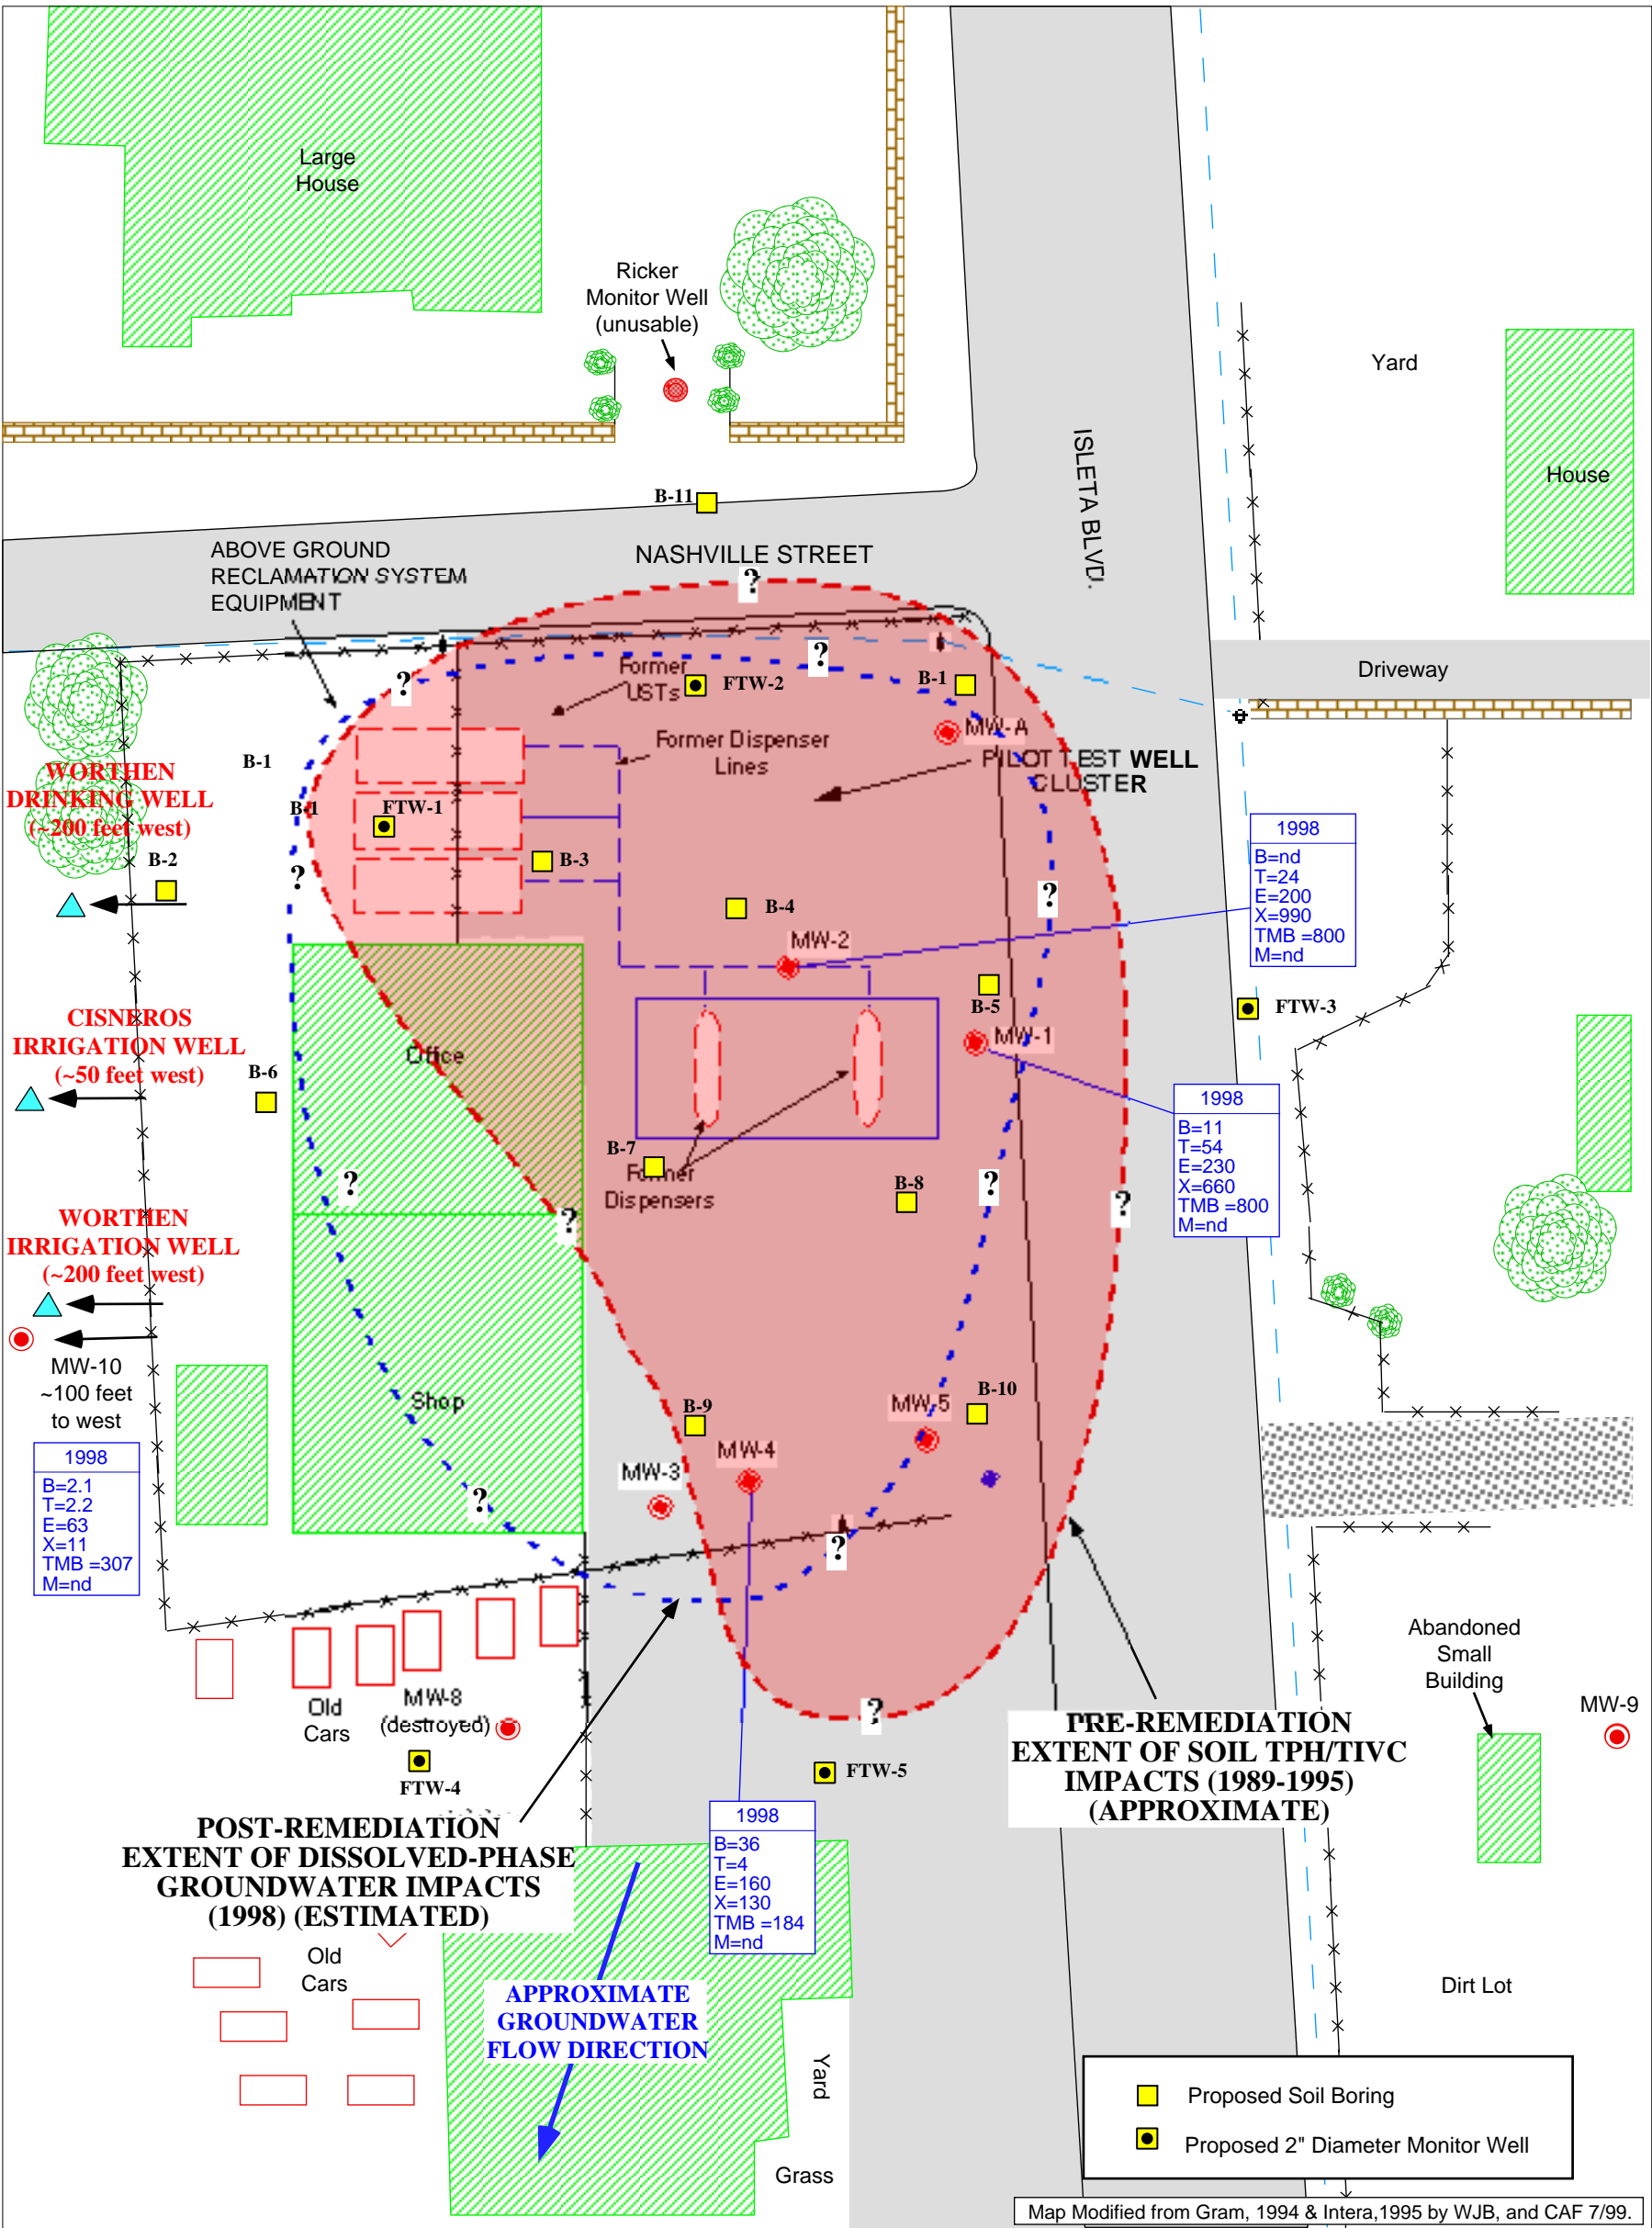 Large
House
Ricker
Monitor Well
(unusable)
Yard
House
ISLETA BLVD.
B-11
NASHVILLE STREET
ABOVE GROUND
RECLAMATION SYSTEM
EQUIPMENT
?
?
?
Former
USTs
FTW-2
B-1
Driveway
MW-A
Former Dispenser
Lines
PILOT TEST WELL
CLUSTER
B-1
B-1
FTW-1
WORTHEN
DRINKING WELL
(~200 feet west)
B-2
B-3
?
?
B-4
MW-2
1998
B=nd
T=24
E=200
X=990
TMB =800
M=nd
B-5
FTW-3
MW-1
CISNEROS
IRRIGATION WELL
(~50 feet west)
Office
B-6
1998
B=11
T=54
E=230
X=660
TMB =800
M=nd
B-7
Former
Dispensers
B-8
?
?
?
?
WORTHEN
IRRIGATION WELL
(~200 feet west)
MW-10
~100 feet
to west
Shop
B-9
B-10
MW-5
MW-4
MW-3
?
?
1998
B=2.1
T=2.2
E=63
X=11
TMB =307
M=nd
Old
Cars
MW-8
(destroyed)
FTW-4
?
FTW-5
PRE-REMEDIATION
EXTENT OF SOIL TPH/TIVC
IMPACTS (1989-1995)
(APPROXIMATE)
Abandoned
Small
Building
MW-9
POST-REMEDIATION
EXTENT OF DISSOLVED-PHASE
GROUNDWATER IMPACTS
(1998) (ESTIMATED)
1998
B=36
T=4
E=160
X=130
TMB =184
M=nd
Old
Cars
APPROXIMATE
GROUNDWATER
FLOW DIRECTION
Dirt Lot
Yard
Grass
Proposed Soil Boring
Proposed 2" Diameter Monitor Well
Map Modified from Gram, 1994 & Intera,1995 by WJB, and CAF 7/99.